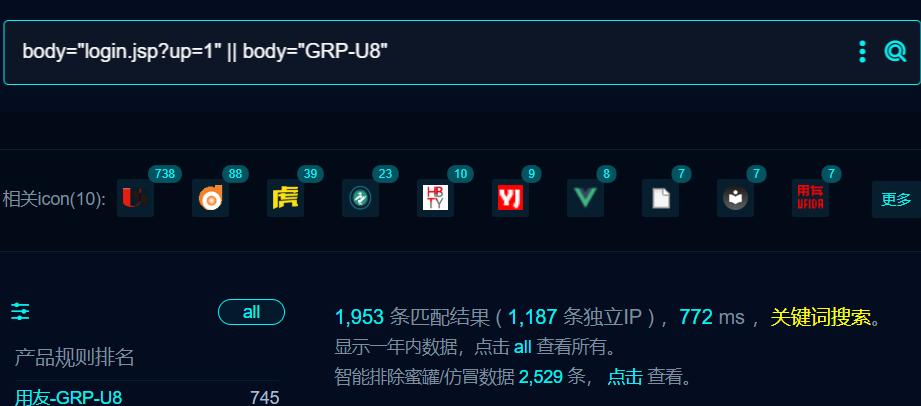 body="login.jsp?up=1" || body="GRP-U8"
相关icon(10): 738 88 39 23 HB TY 10 YJ 9 8 7 7 用友 UFIDA 7 更多
all
1,953 条匹配结果 ( 1,187 条独立IP ) ，772 ms ，关键词搜索。
显示一年内数据，点击 all 查看所有。
产品规则排名
智能排除蜜罐/仿冒数据 2,529 条， 点击 查看。
用友-GRP-U8 745